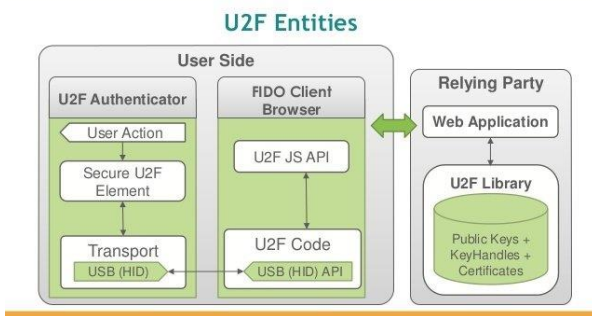 U2F Entities
User Side
U2F Authenticator
User Action
Secure U2F
Element
Transport
USB (HID)
FIDO Client
Browser
U2F JS API
U2F Code
USB (HID) API
Relying Party
Web Application
U2F Library
Public Keys +
KeyHandles +
Certificates